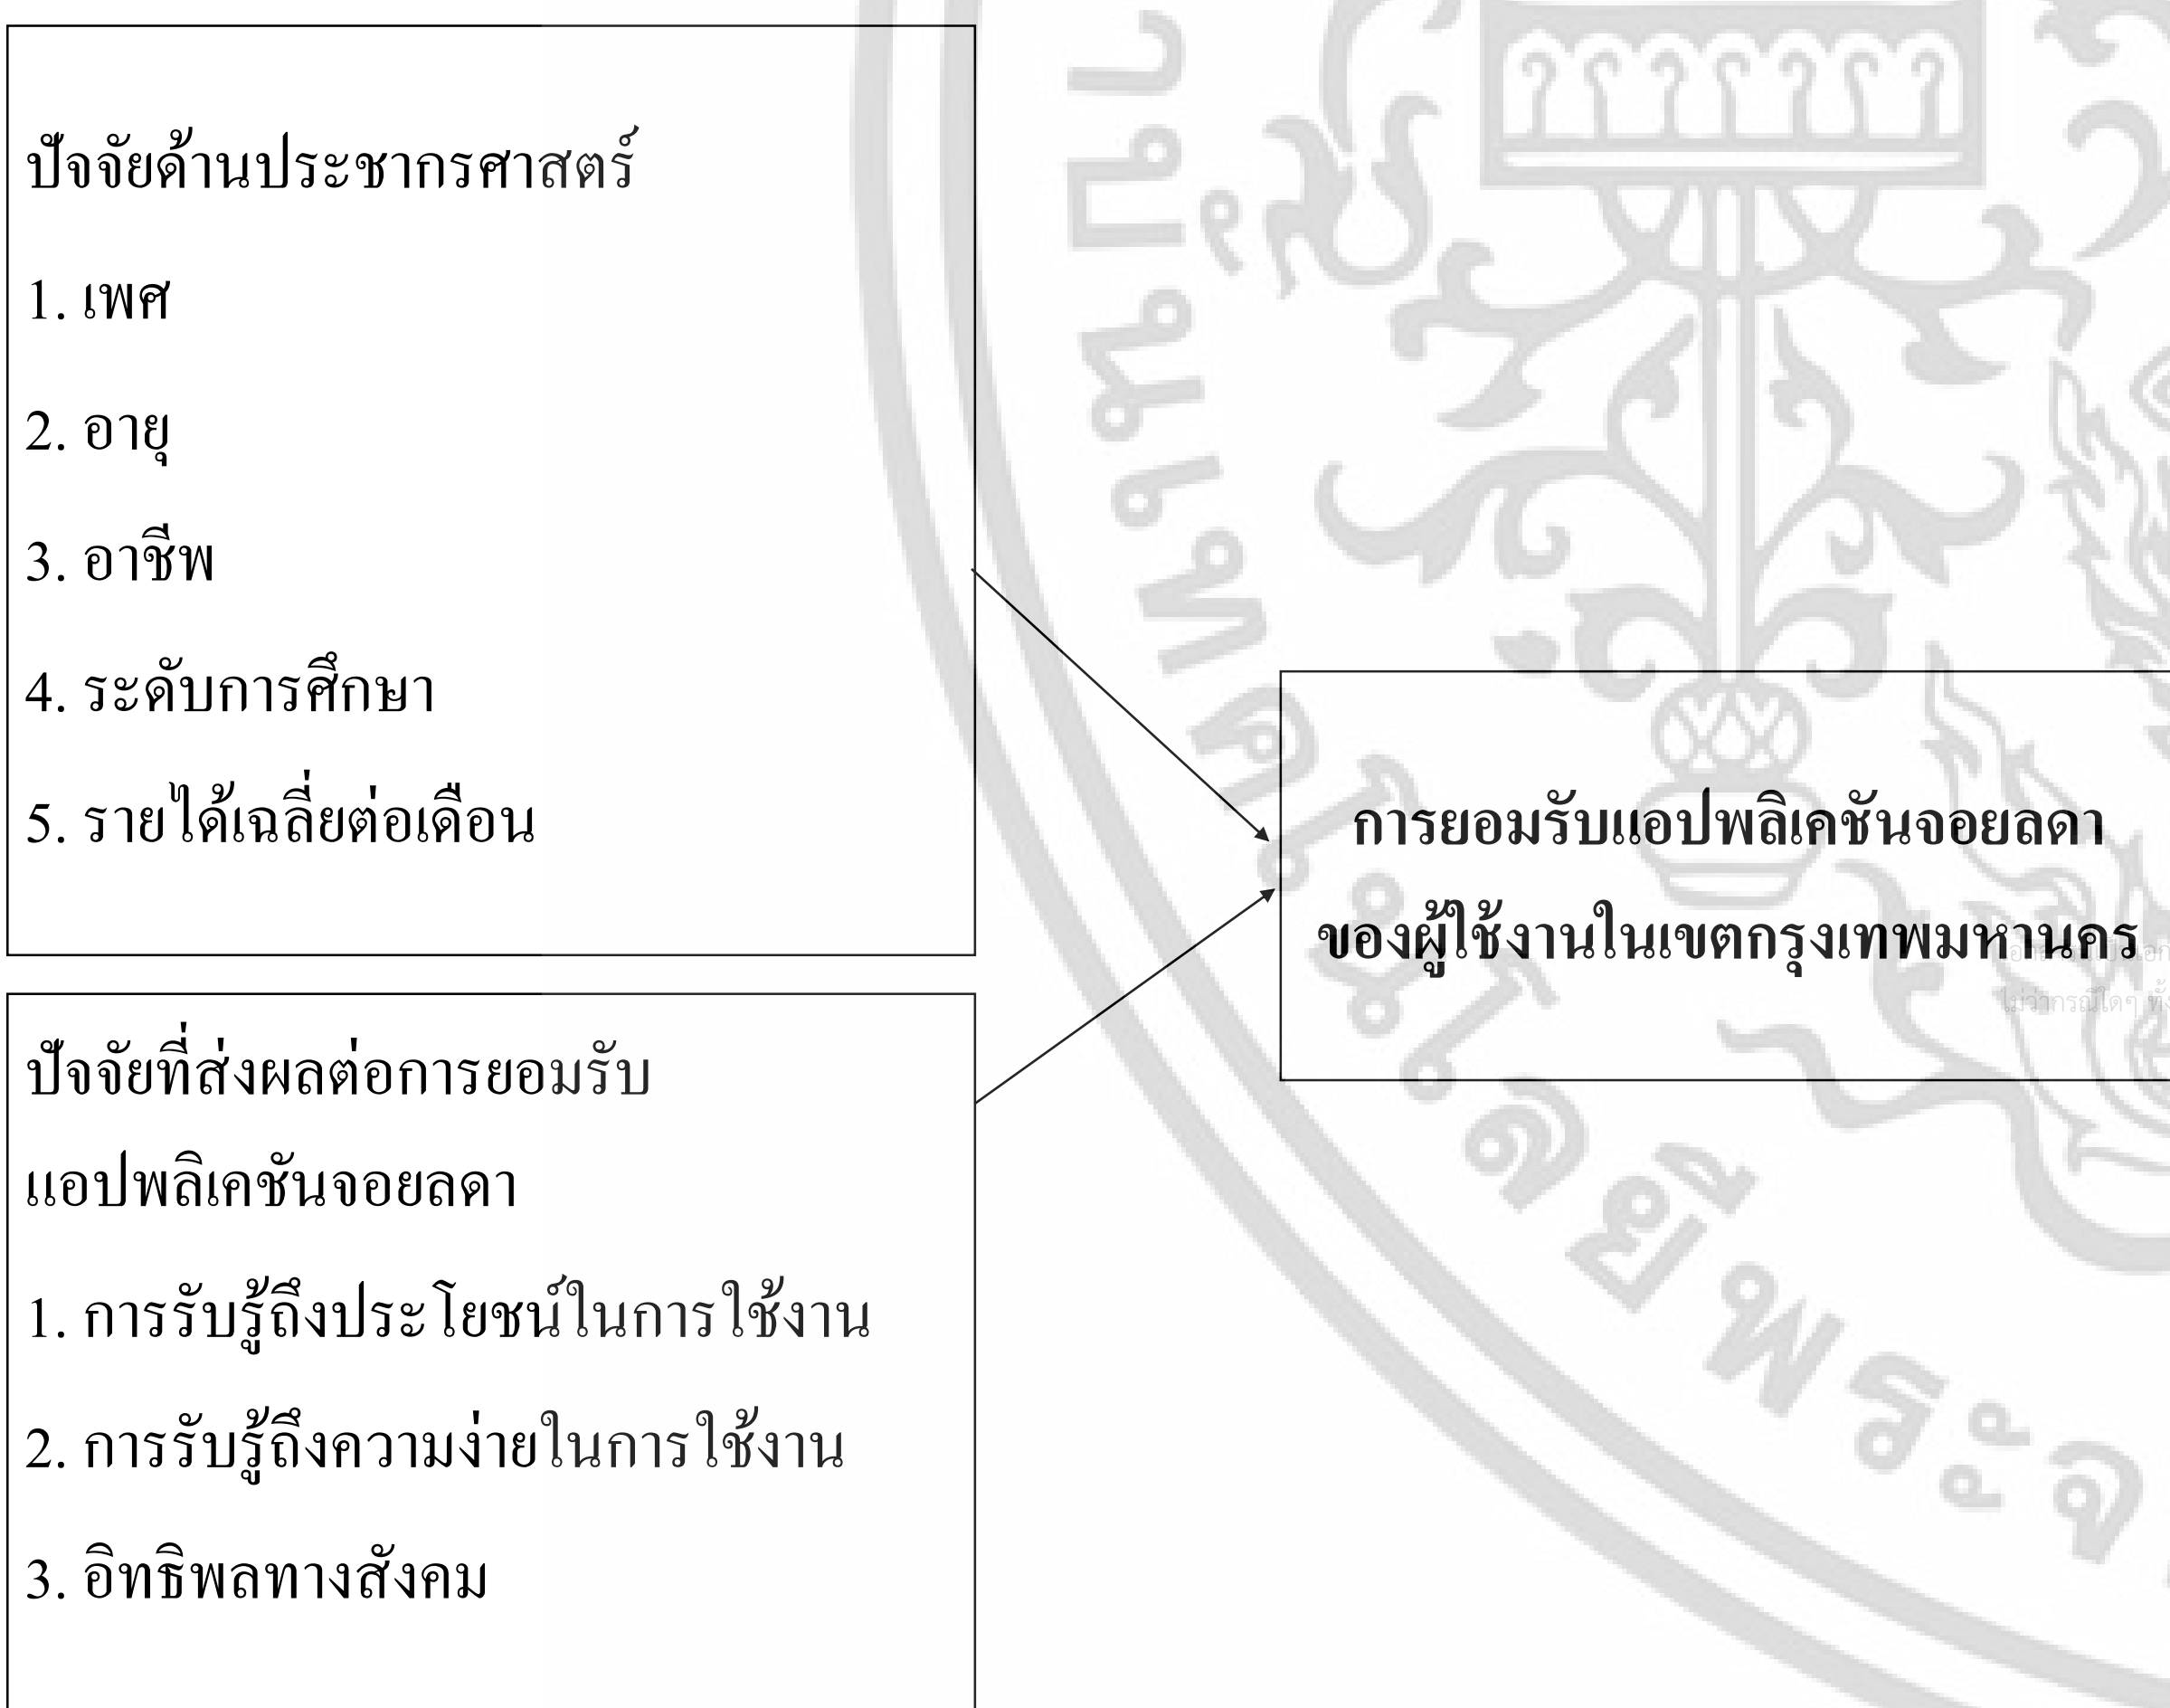 ปัจจัยด้านประชากรศาสตร์
1. เพศ
2. อายุ
3. อาชีพ
4. ระดับการศึกษา
5. รายได้เฉลี่ยต่อเดือน
ปัจจัยที่ส่งผลต่อการยอมรับ
แอปพลิเคชันจอยลดา
1. การรับรู้ถึงประโยชน์ในการใช้งาน
2. การรับรู้ถึงความง่ายในการใช้งาน
3. อิทธิพลทางสังคม
การยอมรับแอปพลิเคชันจอยลดา
ของผู้ใช้งานในเขตกรุงเทพมหานคร
ไม่ว่ากรณีใดๆ